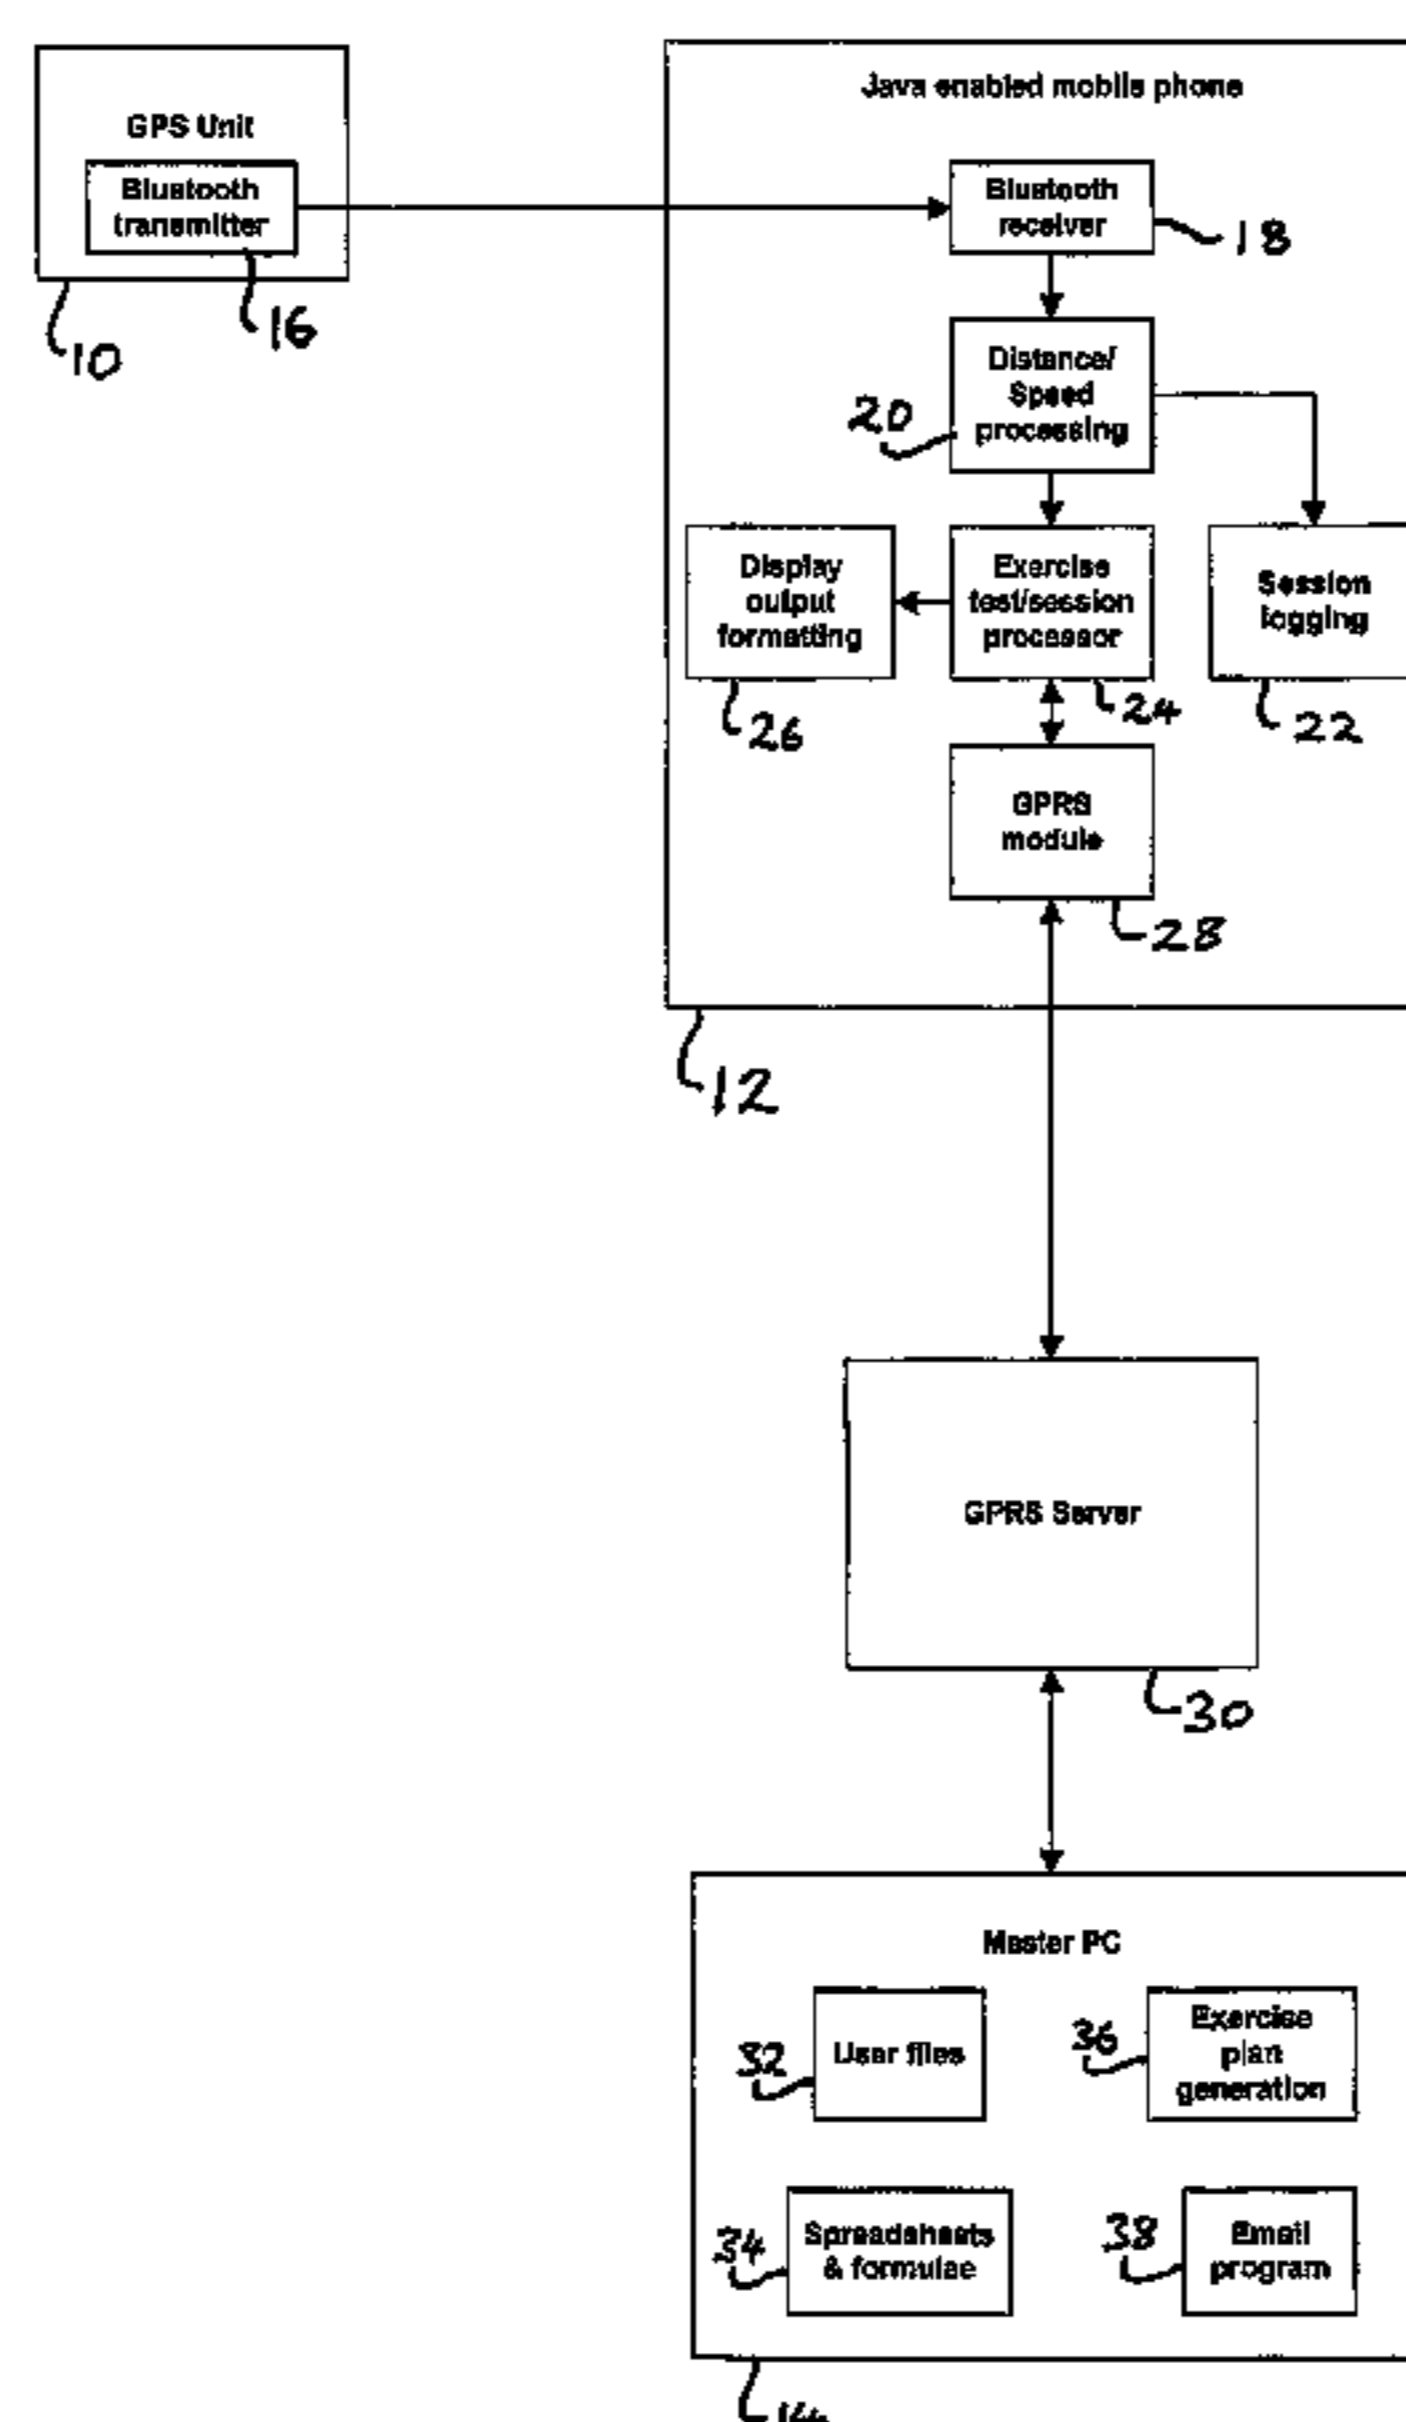 GPS Unit
Bluetooth
transmitter
16
10
Java enabled mobile phone
Bluetooth
receiver
18
Distance/
Speed
processing
20
Display
output
formatting
26
Exercise
test/session
processor
24
Session
logging
22
GPRS
module
28
12
GPRS Server
30
Master PC
32
User files
36
Exercise
plan
generation
34
Spreadsheets
& formulae
38
Email
program
14